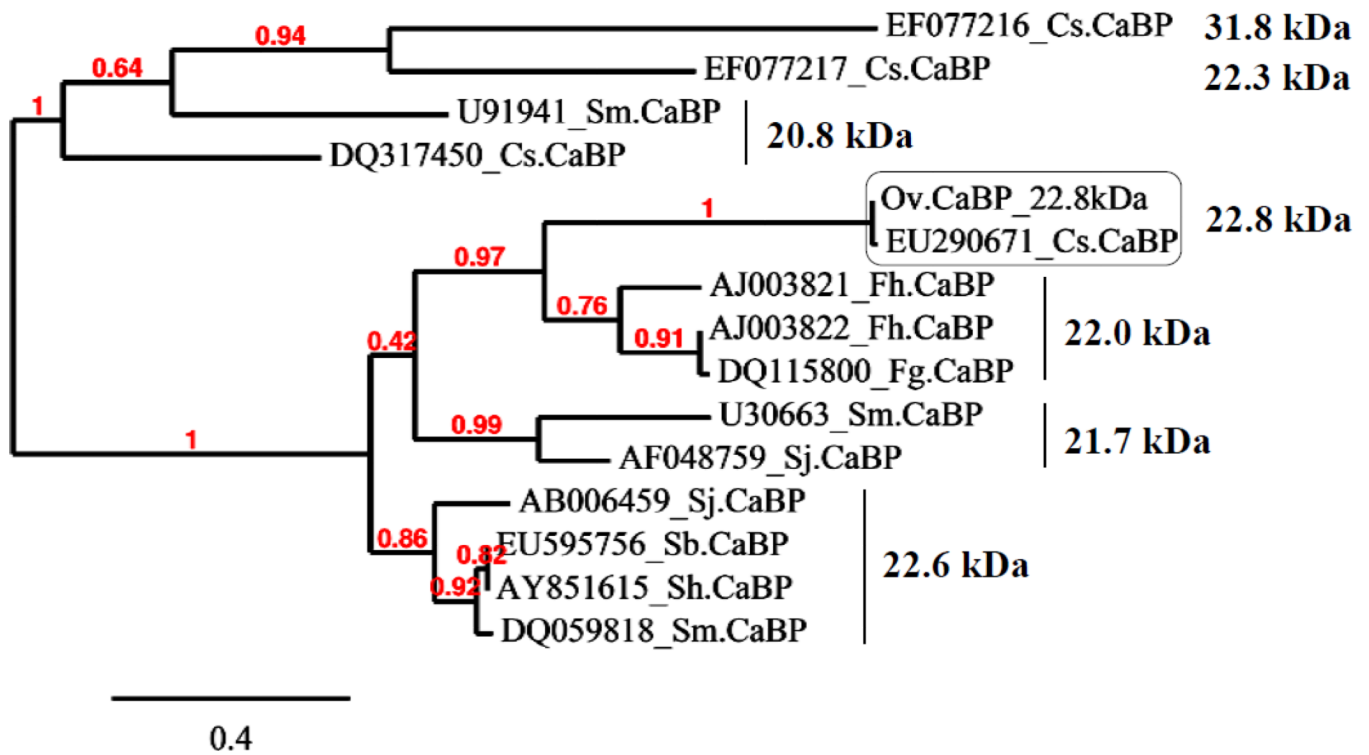 0.94 EF077216_Cs.CaBP 31.8 kDa
0.64 EF077217_Cs.CaBP 22.3 kDa
1 U91941_Sm.CaBP
20.8 kDa
DQ317450_Cs.CaBP
1 Ov.CaBP_22.8kDa
22.8 kDa
EU290671_Cs.CaBP
0.97
0.76 AJ003821_Fh.CaBP
0.42 0.91 AJ003822_Fh.CaBP 22.0 kDa
DQ115800_Fg.CaBP
U30663_Sm.CaBP
1 0.99 21.7 kDa
AF048759_Sj.CaBP
AB006459_Sj.CaBP
0.86 0.82 EU595756_Sb.CaBP
22.6 kDa
0.92 AY851615_Sh.CaBP
DQ059818_Sm.CaBP
0.4